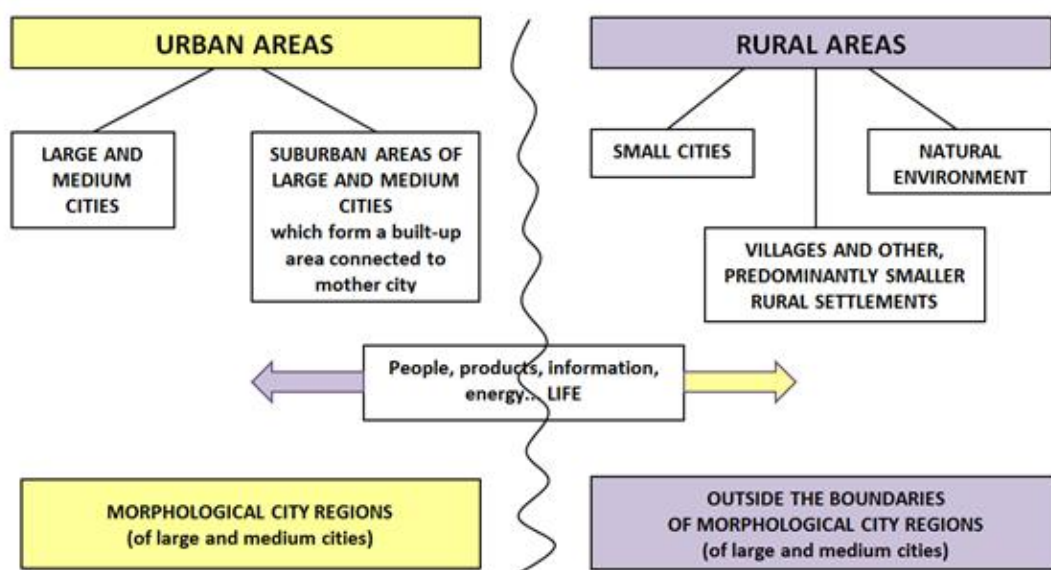 URBAN AREAS
RURAL AREAS
LARGE AND
MEDIUM
CITIES
SUBURBAN AREAS OF
LARGE AND MEDIUM
CITIES
which form a built-up
area connected to
mother city
SMALL CITIES
NATURAL
ENVIRONMENT
VILLAGES AND OTHER,
PREDOMINANTLY SMALLER
RURAL SETTLEMENTS
People, products, information,
energy... LIFE
MORPHOLOGICAL CITY REGIONS
(of large and medium cities)
OUTSIDE THE BOUNDARIES
OF MORPHOLOGICAL CITY REGIONS
(of large and medium cities)